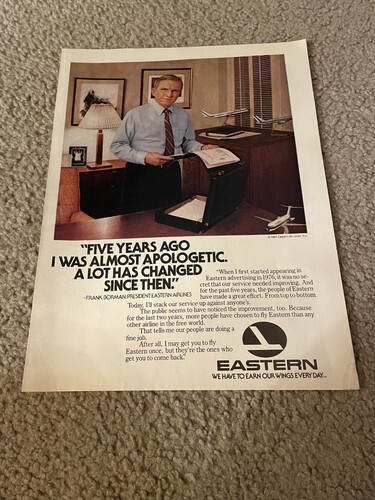 © 1981 Eastern Air Lines, Inc.
"FIVE YEARS AGO
I WAS ALMOST APOLOGETIC.
A LOT HAS CHANGED
SINCE THEN."
-FRANK BORMAN, PRESIDENT, EASTERN AIRLINES
"When I first started appearing in
Eastern advertising in 1976, it was no se-
cret that our service needed improving. And
for the past five years, the people of Eastern
have made a great effort. From top to bottom
Today, I'll stack our service up against anyone's.
The public seems to have noticed the improvement, too. Because
for the last two years, more people have chosen to fly Eastern than any
other airline in the free world.
That tells me our people are doing a
fine job.
After all, I may get you to fly
Eastern once, but they're the ones who
get you to come back."
EASTERN
WE HAVE TO EARN OUR WINGS EVERY DAY...